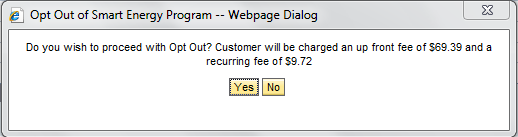 Opt Out of Smart Energy Program -- Webpage Dialog
Do you wish to proceed with Opt Out? Customer will be charged an up front fee of $69.39 and a
recurring fee of $9.72
Yes No